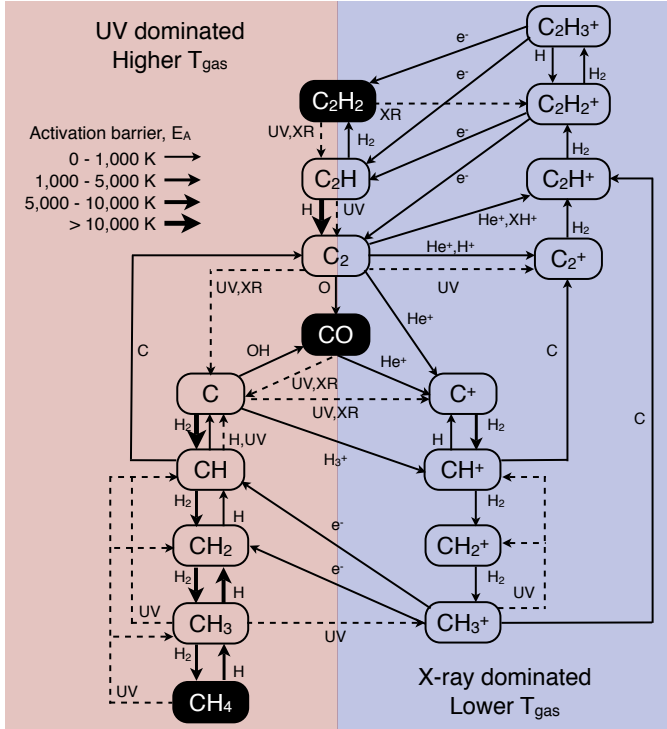 UV dominated
Higher Tgas
C2H3+
e-
H
H2
e-
C2H2
XR
C2H2+
UV,XR
H2
e-
H2
Activation barrier, EA
0 - 1,000 K
1,000 - 5,000 K
5,000 - 10,000 K
> 10,000 K
C2H
e-
C2H+
H
UV
He+,XH+
H2
C2
He+,H+
C2+
UV,XR
O
UV
CO
He+
OH
He+
C
UV,XR
C
C
UV,XR
C+
C
H2
H,UV
H
H2
H3+
CH
CH+
H2
H
H2
e-
CH2
CH2+
H2
H
e-
H2
UV
UV
CH3
UV
CH3+
H2
H
UV
CH4
X-ray dominated
Lower Tgas